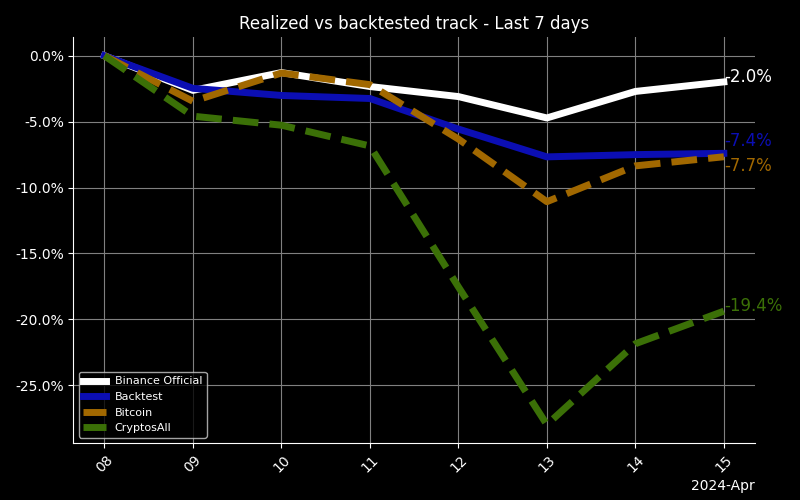 Realized vs backtested track - Last 7 days
0.0%
-5.0%
-10.0%
-15.0%
-20.0%
-25.0%
-2.0%
-7.4%
-7.7%
-19.4%
Binance Official
Backtest
Bitcoin
CryptosAll
08 09 10 11 12 13 14 15
2024-Apr